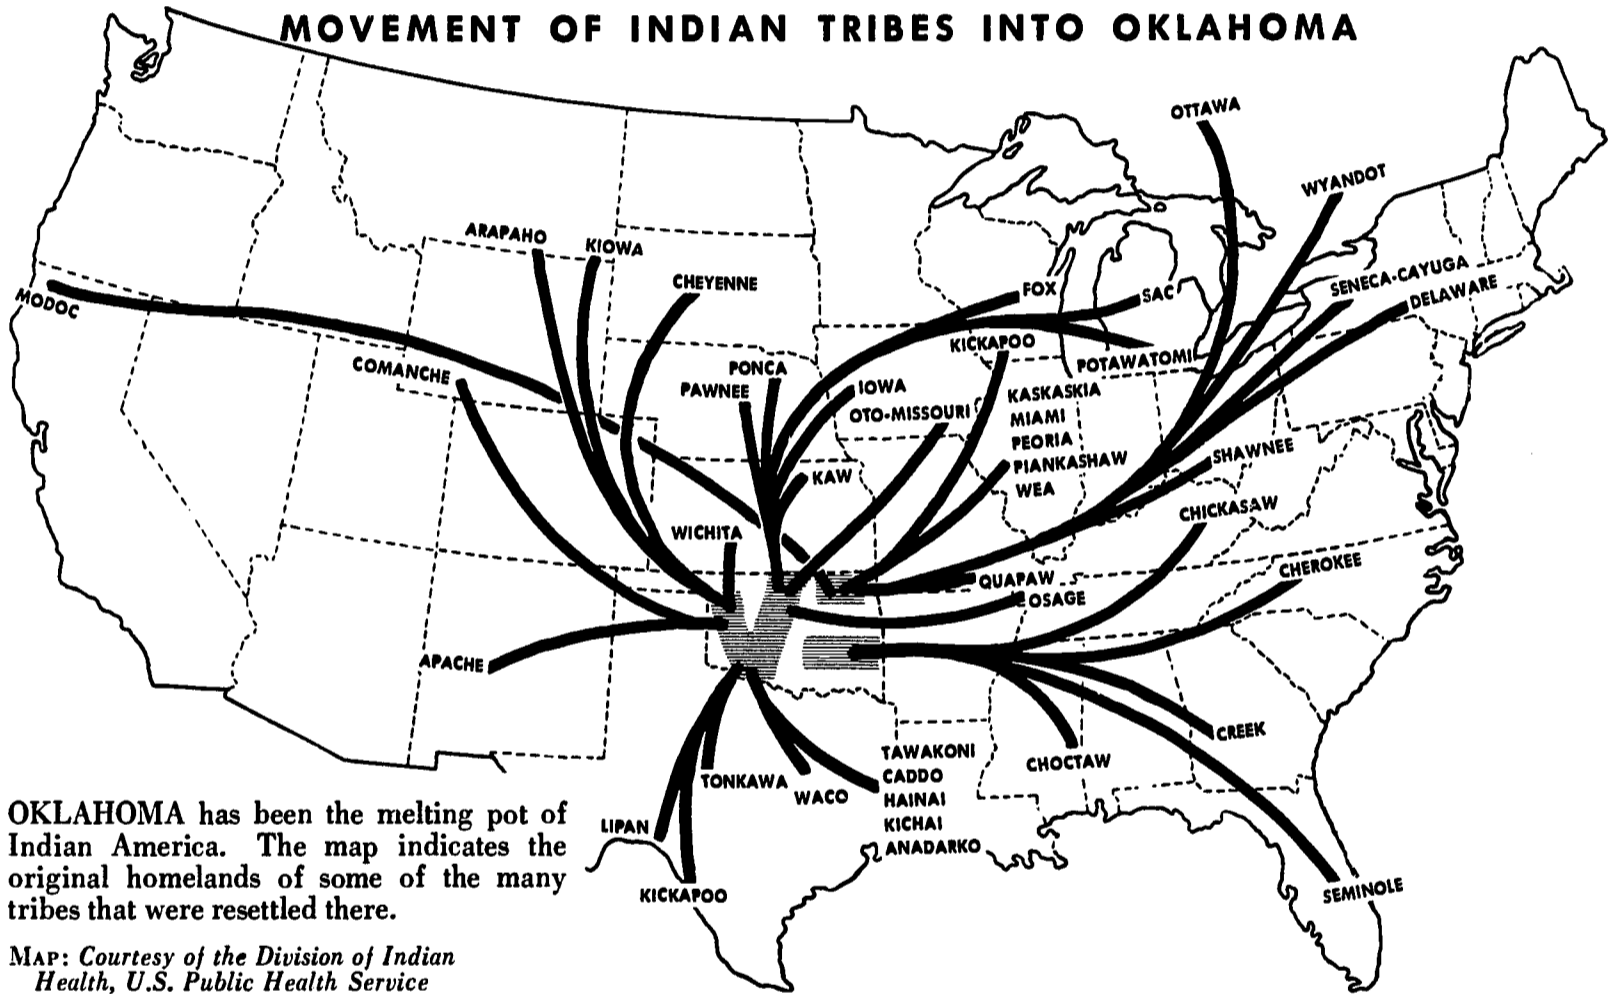 MOVEMENT OF INDIAN TRIBES INTO OKLAHOMA
OTTAWA
WYANDOT
ARAPAHO
KIOWA
CHEYENNE
SENECA-CAYUGA
DELAWARE
MODOC
FOX
SAC
KICKAPOO
POTAWATOMI
COMANCHE
PONCA
PAWNEE
IOWA
OTO-MISSOURI
KASKASKIA
MIAMI
PEORIA
PIANKASHAW
WEA
SHAWNEE
KAW
CHICKASAW
WICHITA
QUAPAW
OSAGE
CHEROKEE
APACHE
CREEK
CHOCTAW
TAWAKONI
CADDO
HAINAI
KICHAI
ANADARKO
TONKAWA
WACO
LIPAN
KICKAPOO
SEMINOLE
OKLAHOMA has been the melting pot of
Indian America. The map indicates the
original homelands of some of the many
tribes that were resettled there.
MAP: Courtesy of the Division of Indian
Health, U.S. Public Health Service